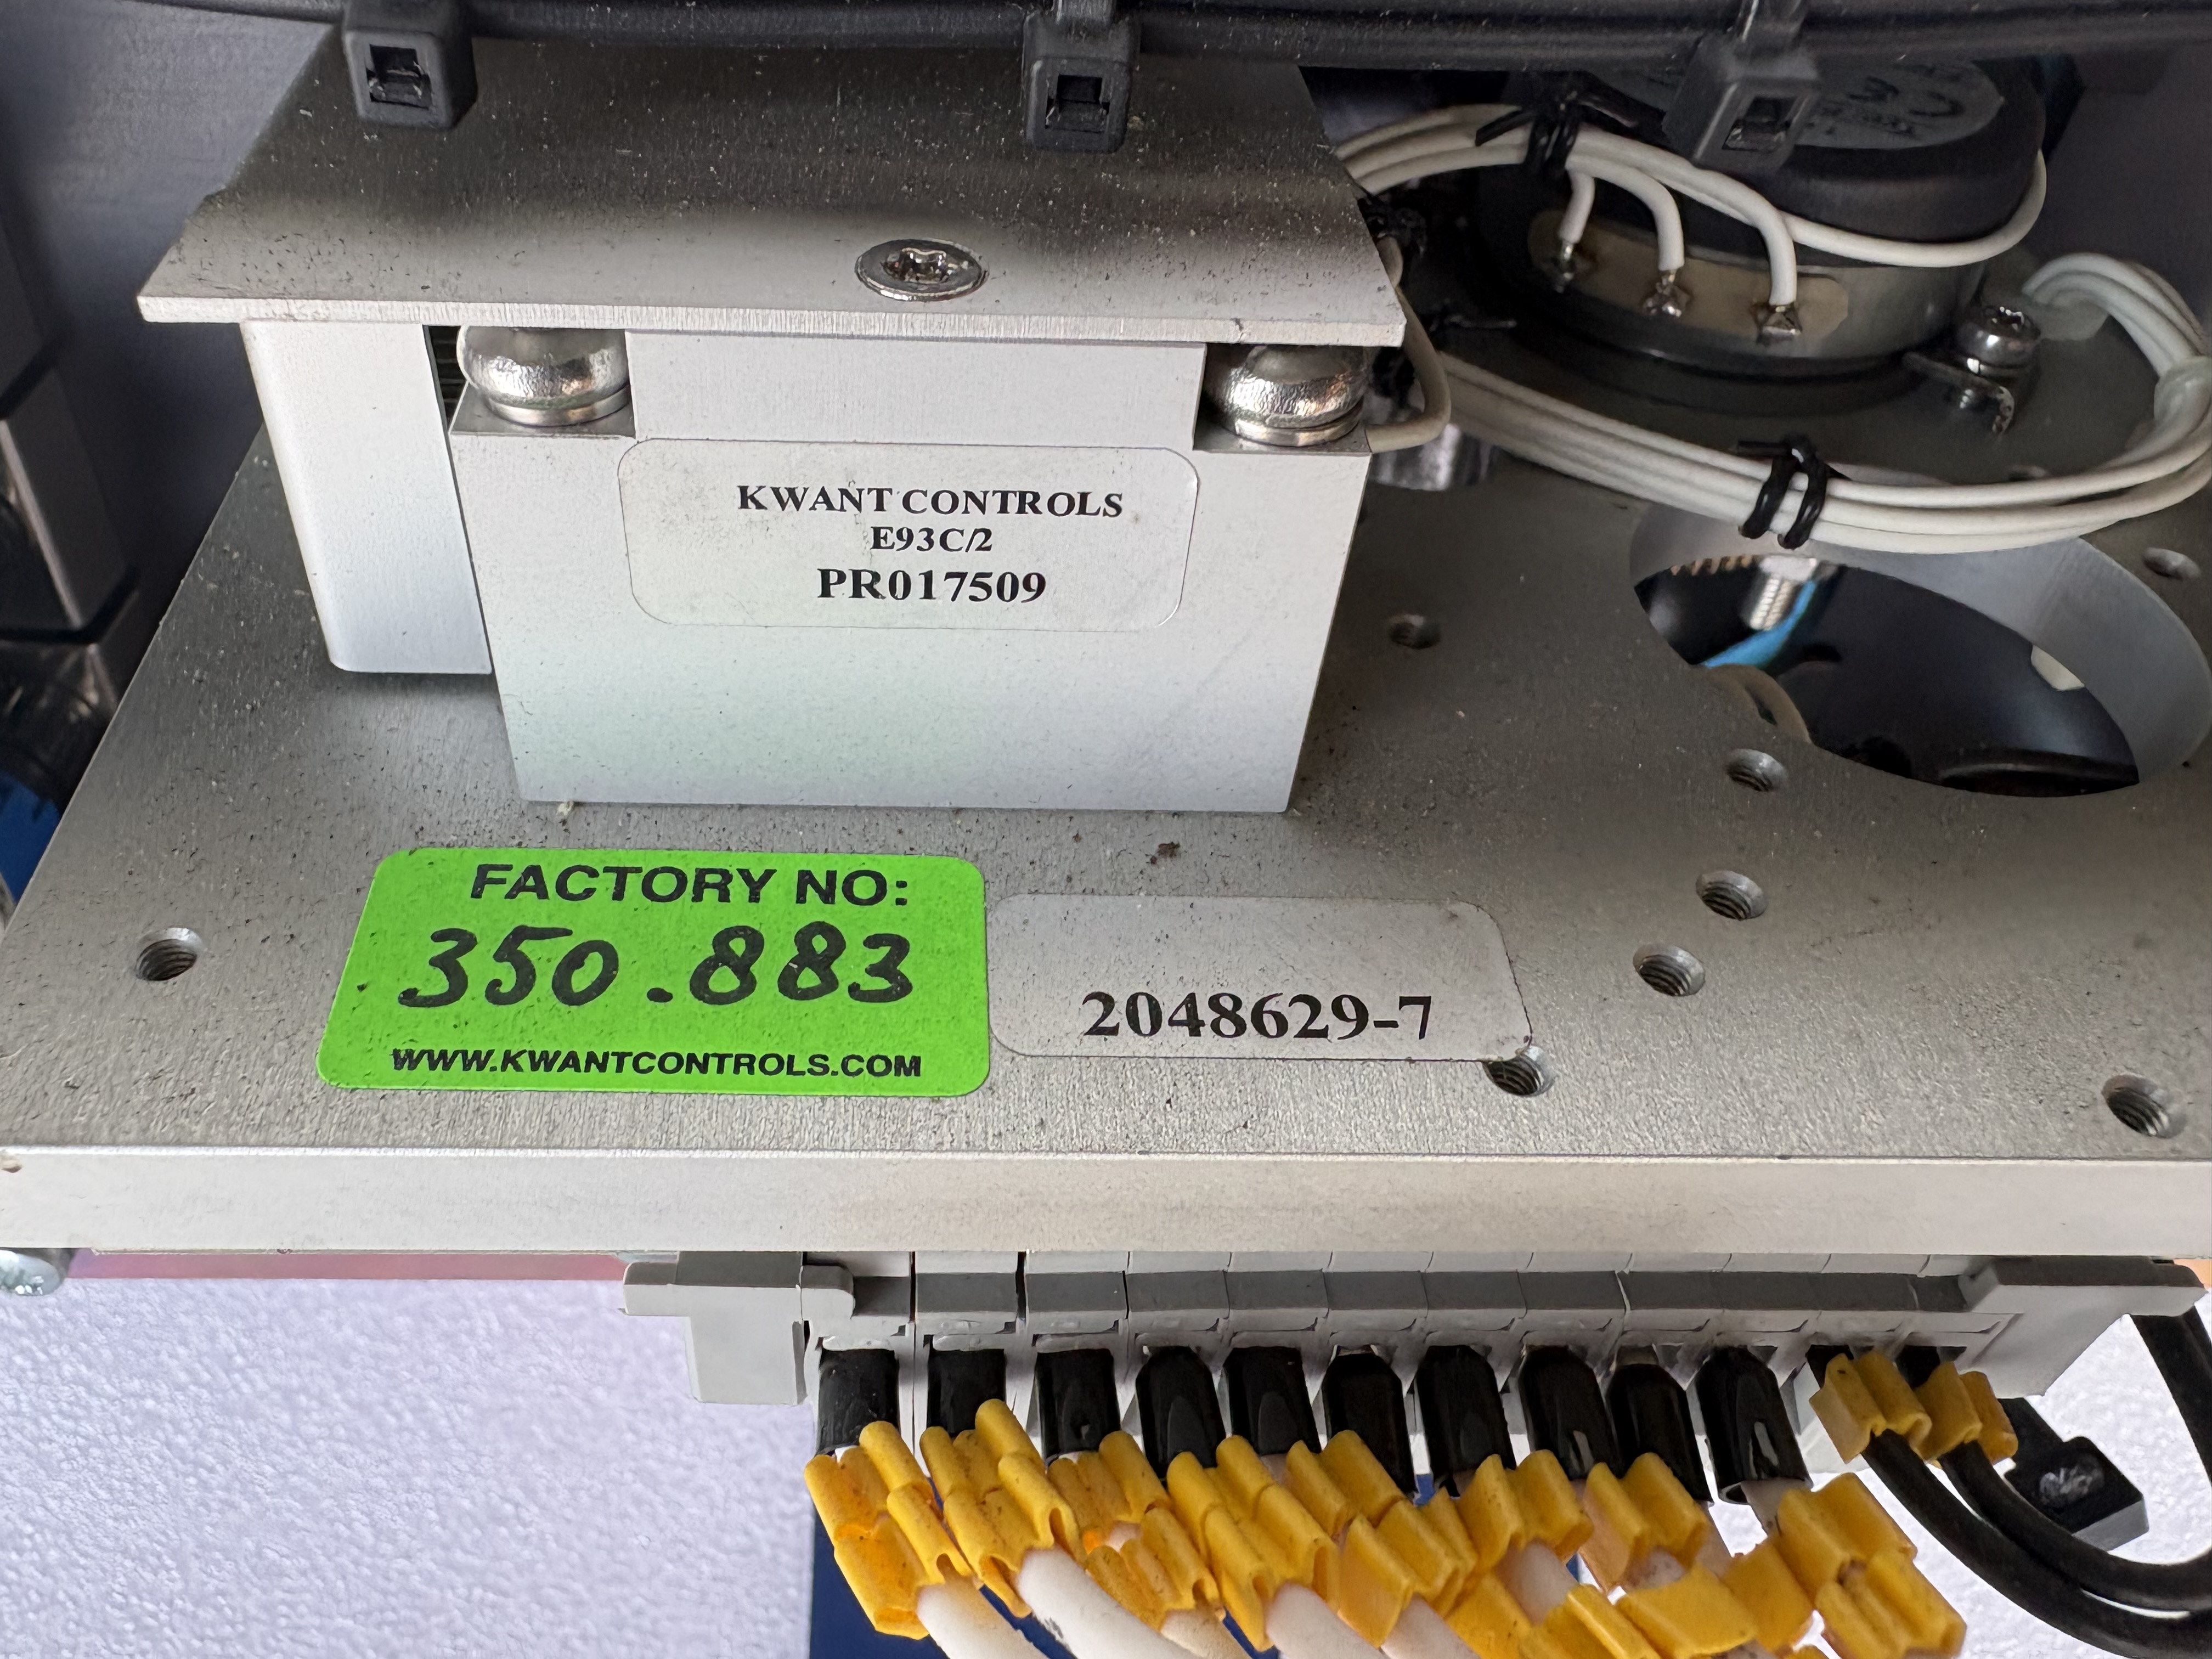 KWANT CONTROLS
E93C/2
PR017509
FACTORY NO:
350.883
WWW.KWANTCONTROLS.COM
2048629-7